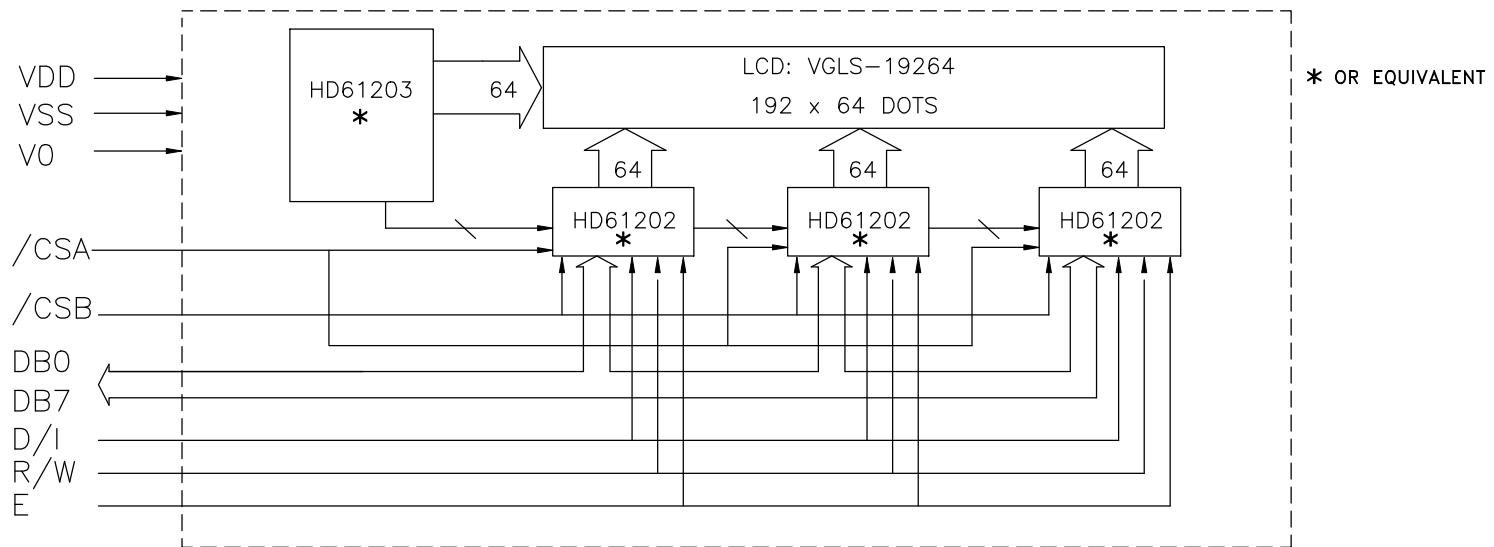 VDD
VSS
V0
/CSA
/CSB
DB0
DB7
D/I
R/W
E
HD61203
*
64
LCD: VGLS-19264
192 x 64 DOTS
64
64
64
HD61202
*
HD61202
*
HD61202
*
* OR EQUIVALENT